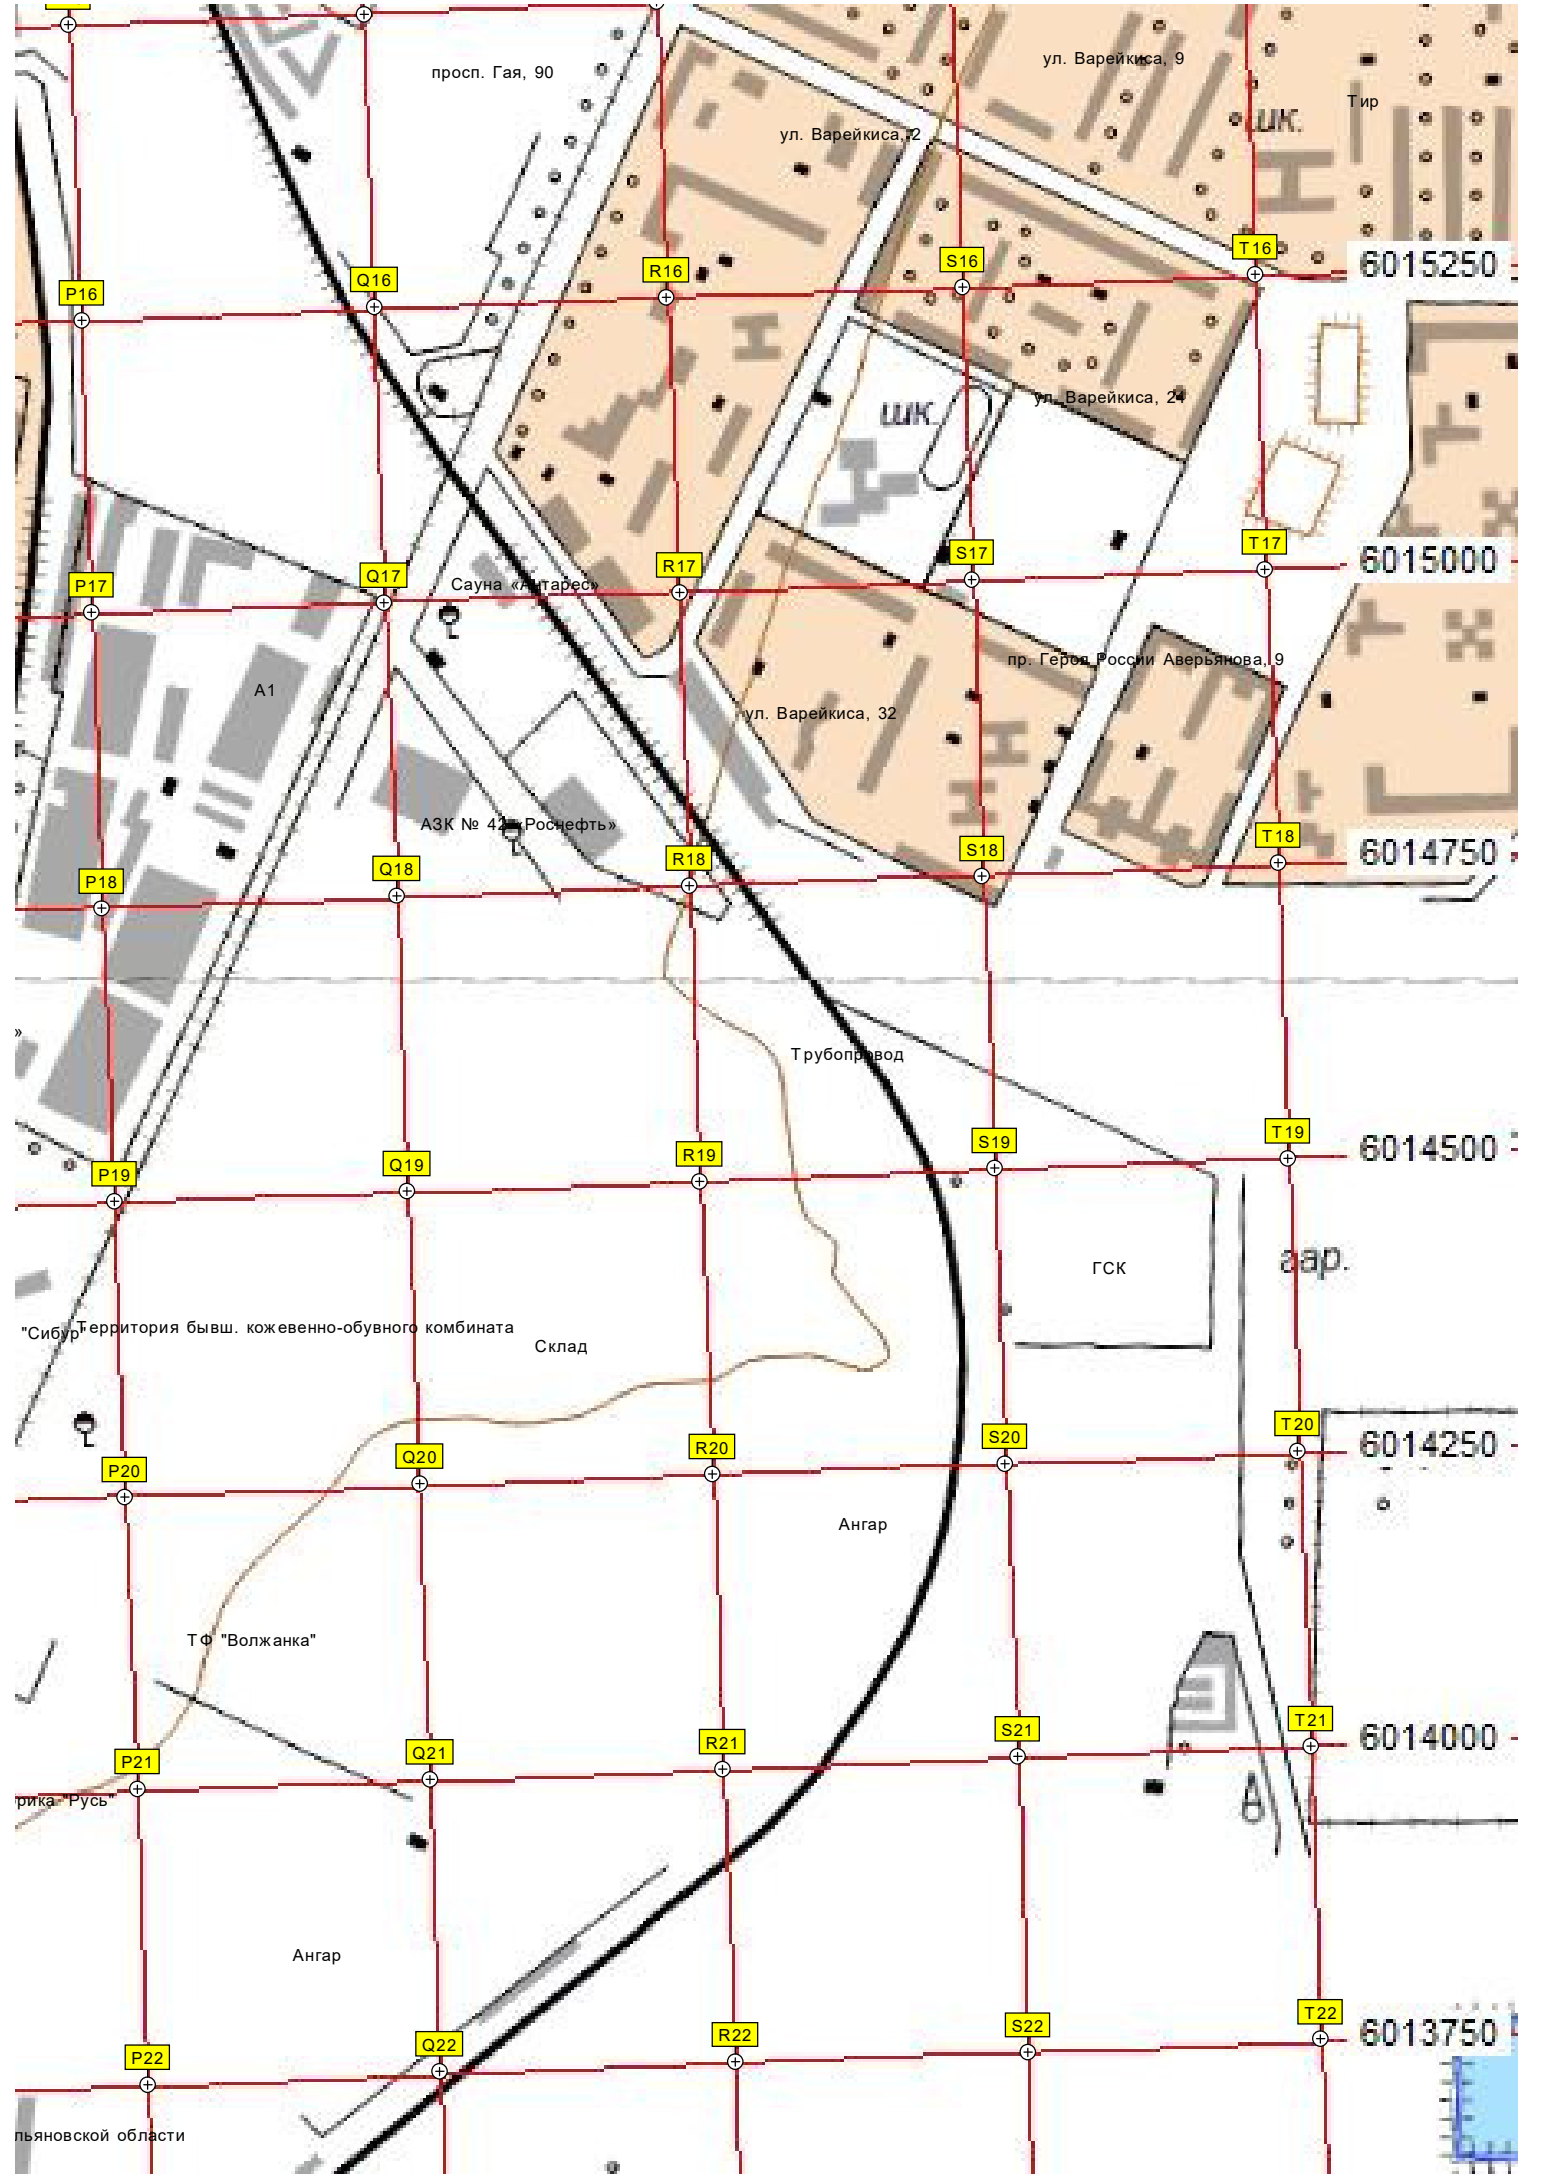 просп. Гая, 90
ул. Варейкиса, 9
Тир
шк.
ул. Варейкиса, 2
P16
Q16
R16
S16
T16
6015250
шк.
ул. Варейкиса, 24
P17
Q17
Сауна «Антарес»
R17
S17
T17
6015000
А1
ул. Варейкиса, 32
пр. Героя России Аверьянова, 9
АЗК № 42 «Роснефть»
P18
Q18
R18
S18
T18
6014750
»
Трубопровод
P19
Q19
R19
S19
T19
6014500
ГСК
гар.
"Сибур"
Территория бывш. кожевенно-обувного комбината
Склад
P20
Q20
R20
S20
T20
6014250
Ангар
ТФ "Волжанка"
P21
Q21
R21
S21
T21
6014000
рика "Русь"
Ангар
P22
Q22
R22
S22
T22
6013750
льяновской области